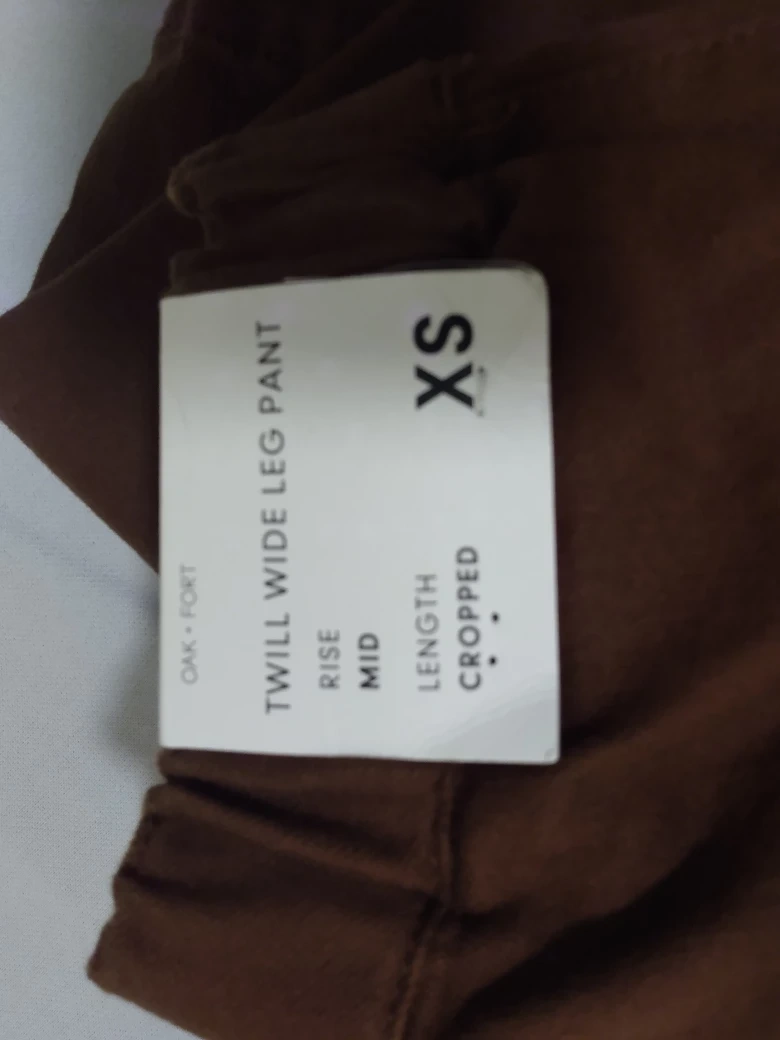 OAK + FORT
TWILL WIDE LEG PANT
RISE
MID
LENGTH
CROPPED
XS